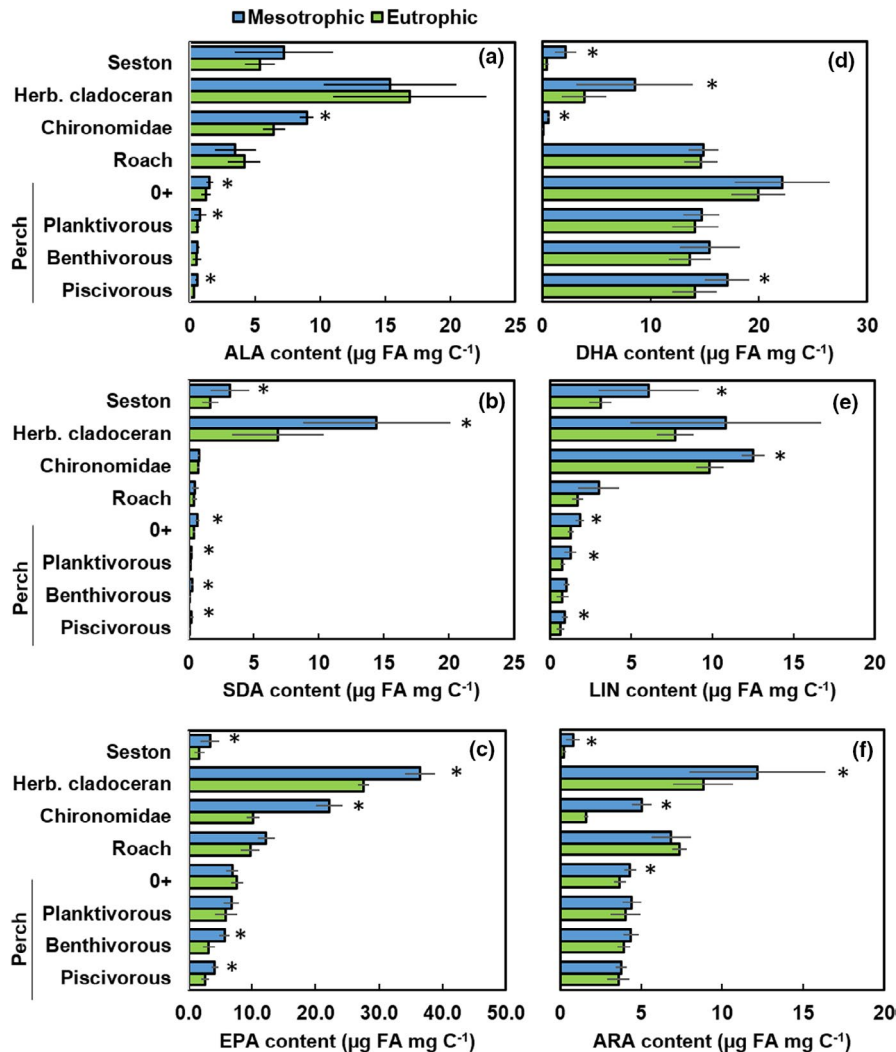 Mesotrophic Eutrophic
(a)
Seston
Herb. cladoceran
Chironomidae
*
Roach
0+
*
Planktivorous
*
Benthivorous
Piscivorous
*
Perch
0 5 10 15 20 25
ALA content (µg FA mg C⁻¹)
(d)
*
*
*
*
0 10 20 30
DHA content (µg FA mg C⁻¹)
(b)
Seston
*
Herb. cladoceran
*
Chironomidae
Roach
0+
*
Planktivorous
*
Benthivorous
*
Piscivorous
*
Perch
0 5 10 15 20 25
SDA content (µg FA mg C⁻¹)
(e)
*
*
*
*
*
0 5 10 15 20
LIN content (µg FA mg C⁻¹)
(c)
Seston
*
Herb. cladoceran
*
Chironomidae
*
Roach
0+
Planktivorous
Benthivorous
*
Piscivorous
*
Perch
0.0 10.0 20.0 30.0 40.0 50.0
EPA content (µg FA mg C⁻¹)
(f)
*
*
*
*
0 5 10 15 20
ARA content (µg FA mg C⁻¹)